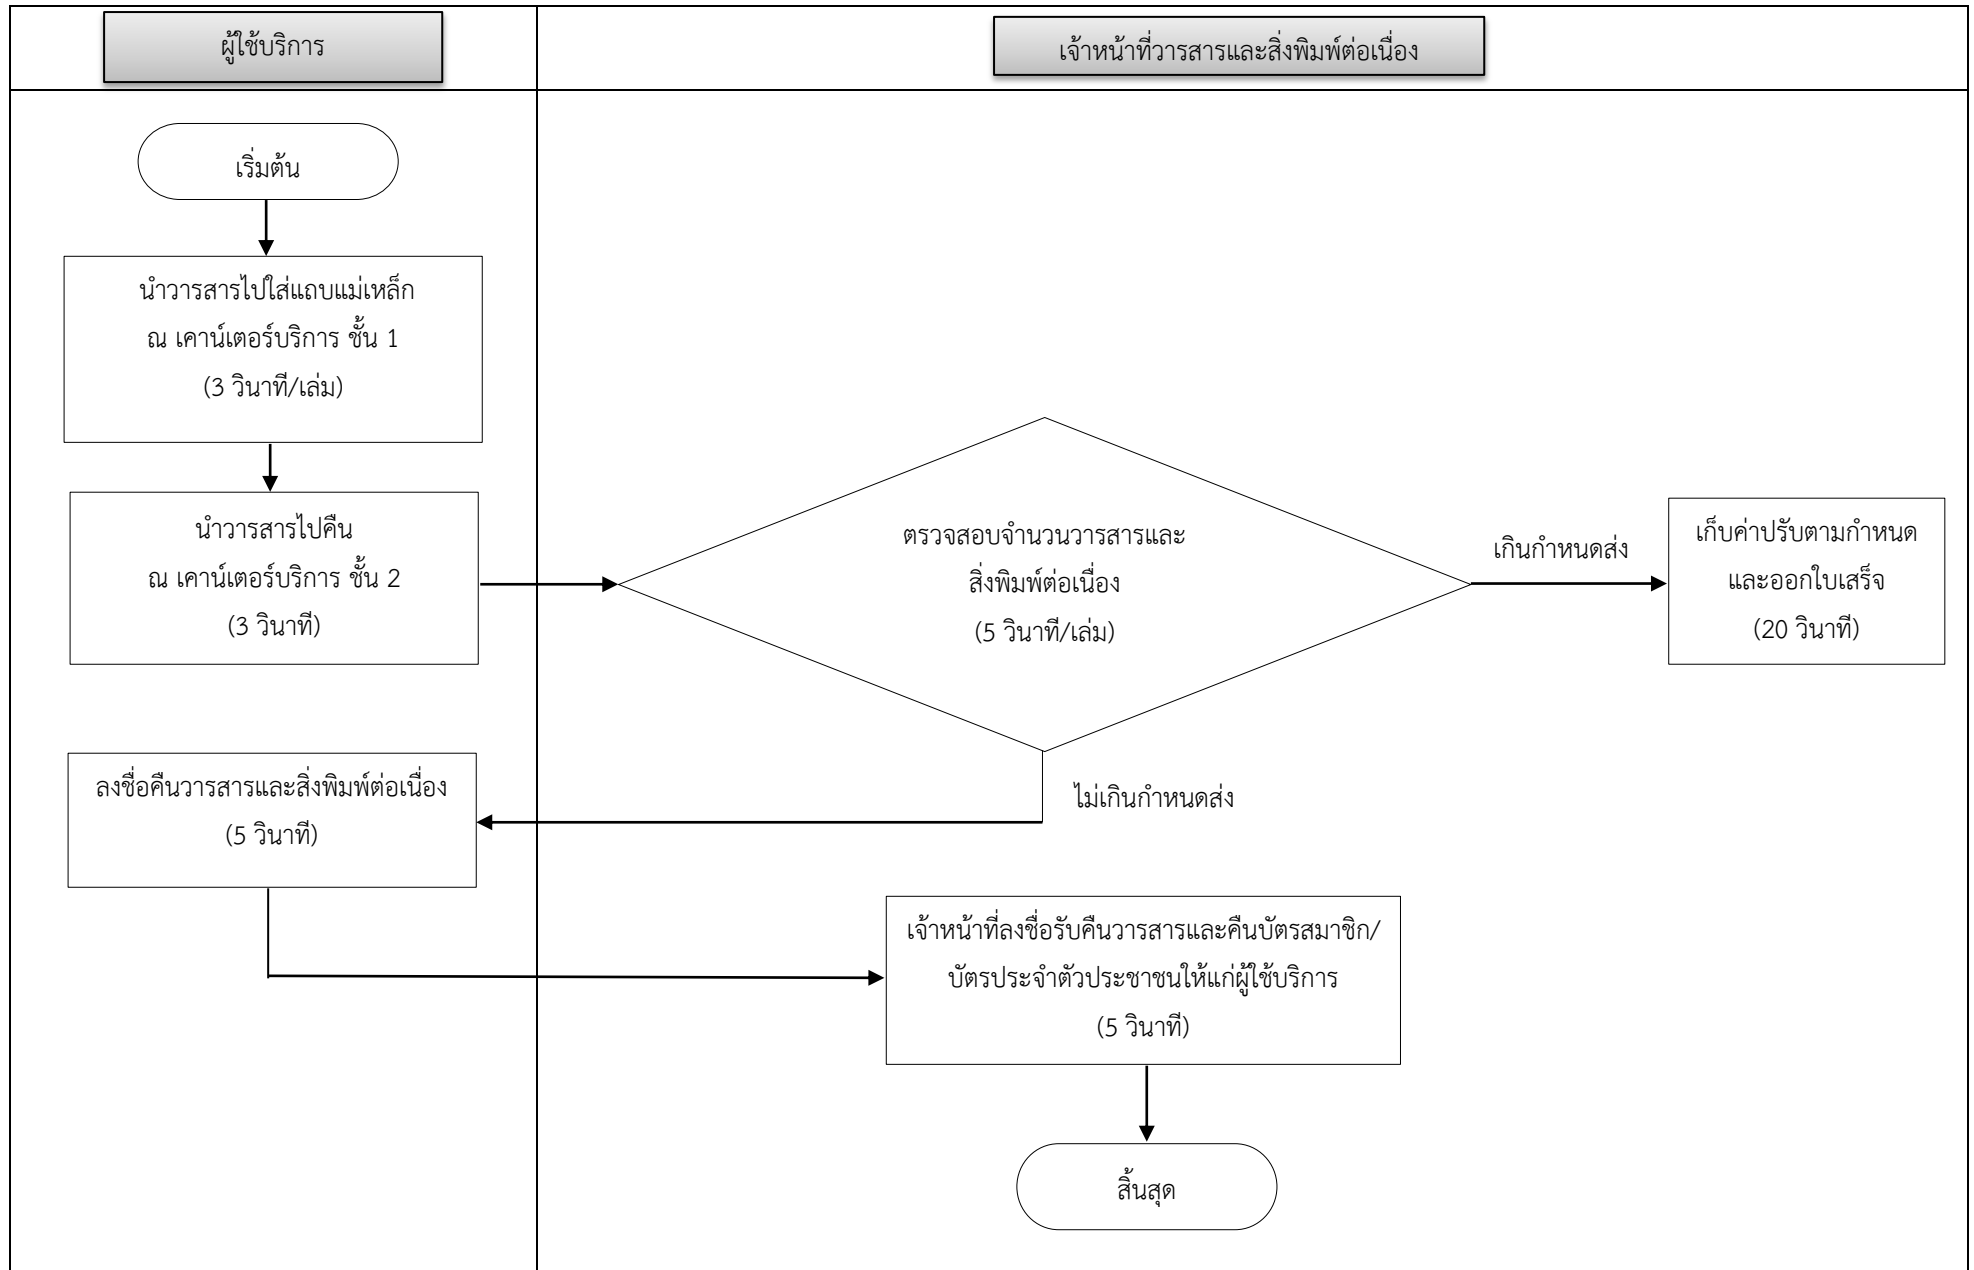 ผู้ใช้บริการ
เจ้าหน้าที่วารสารและสิ่งพิมพ์ต่อเนื่อง
เริ่มต้น
นำวารสารไปใส่แถบแม่เหล็ก
ณ เคาน์เตอร์บริการ ชั้น 1
(3 วินาที/เล่ม)
นำวารสารไปคืน
ณ เคาน์เตอร์บริการ ชั้น 2
(3 วินาที)
ตรวจสอบจำนวนวารสารและ
สิ่งพิมพ์ต่อเนื่อง
(5 วินาที/เล่ม)
เกินกำหนดส่ง
เก็บค่าปรับตามกำหนด
และออกใบเสร็จ
(20 วินาที)
ไม่เกินกำหนดส่ง
ลงชื่อคืนวารสารและสิ่งพิมพ์ต่อเนื่อง
(5 วินาที)
เจ้าหน้าที่ลงชื่อรับคืนวารสารและคืนบัตรสมาชิก/
บัตรประจำตัวประชาชนให้แก่ผู้ใช้บริการ
(5 วินาที)
สิ้นสุด